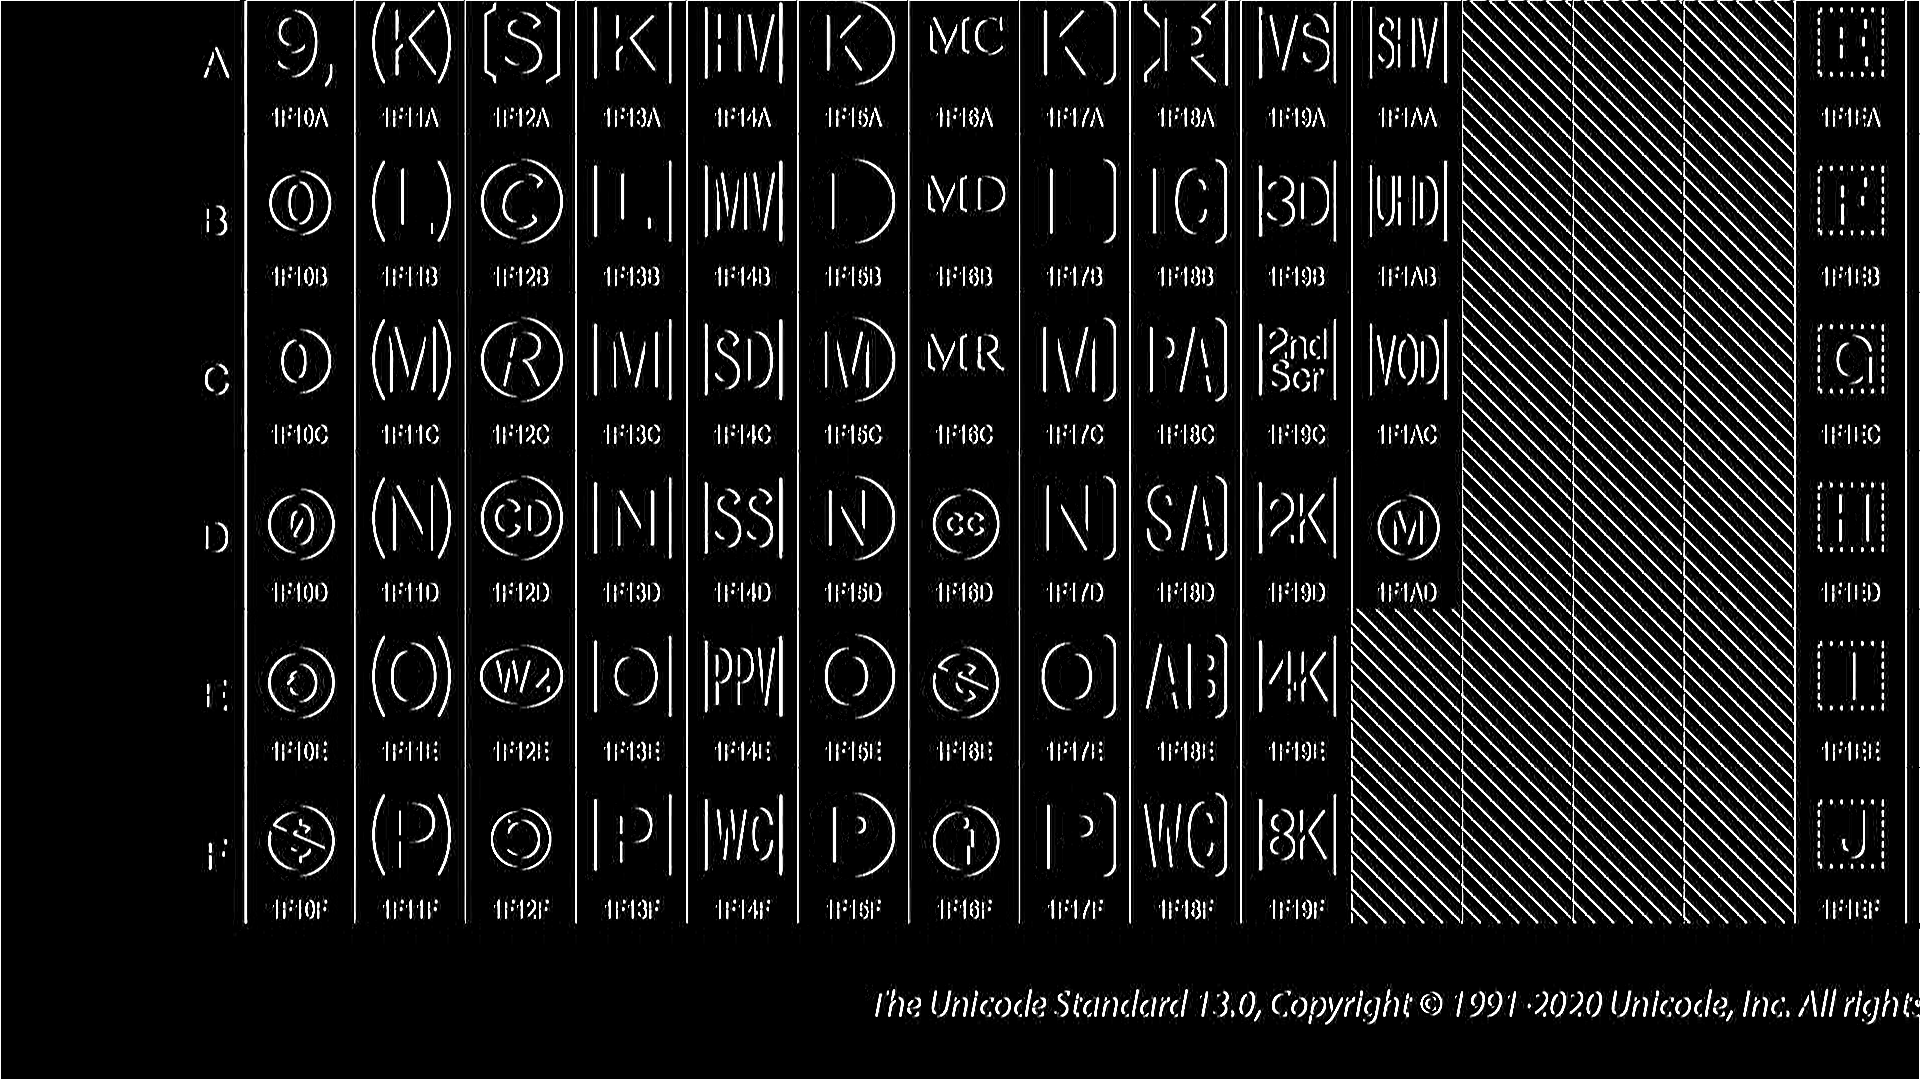 A 9, (K) [S] K HV K MC K R VS SHV E
1F10A 1F11A 1F12A 1F13A 1F14A 1F15A 1F16A 1F17A 1F18A 1F19A 1F1AA 1F1EA
B 0 (L) C L MV L MD L IC 3D UHD F
1F10B 1F11B 1F12B 1F13B 1F14B 1F15B 1F16B 1F17B 1F18B 1F19B 1F1AB 1F1EB
C 0 (M) R M SD M MR M PA 2nd Scr VOD G
1F10C 1F11C 1F12C 1F13C 1F14C 1F15C 1F16C 1F17C 1F18C 1F19C 1F1AC 1F1EC
D 0 (N) CD N SS N cc N SA 2K M H
1F10D 1F11D 1F12D 1F13D 1F14D 1F15D 1F16D 1F17D 1F18D 1F19D 1F1AD 1F1ED
E (O) Wz O PPV O O AB 4K I
1F10E 1F11E 1F12E 1F13E 1F14E 1F15E 1F16E 1F17E 1F18E 1F19E 1F1EE
F $ (P) P WC P P WC 8K J
1F10F 1F11F 1F12F 1F13F 1F14F 1F15F 1F16F 1F17F 1F18F 1F19F 1F1EF
The Unicode Standard 13.0, Copyright © 1991-2020 Unicode, Inc. All rights